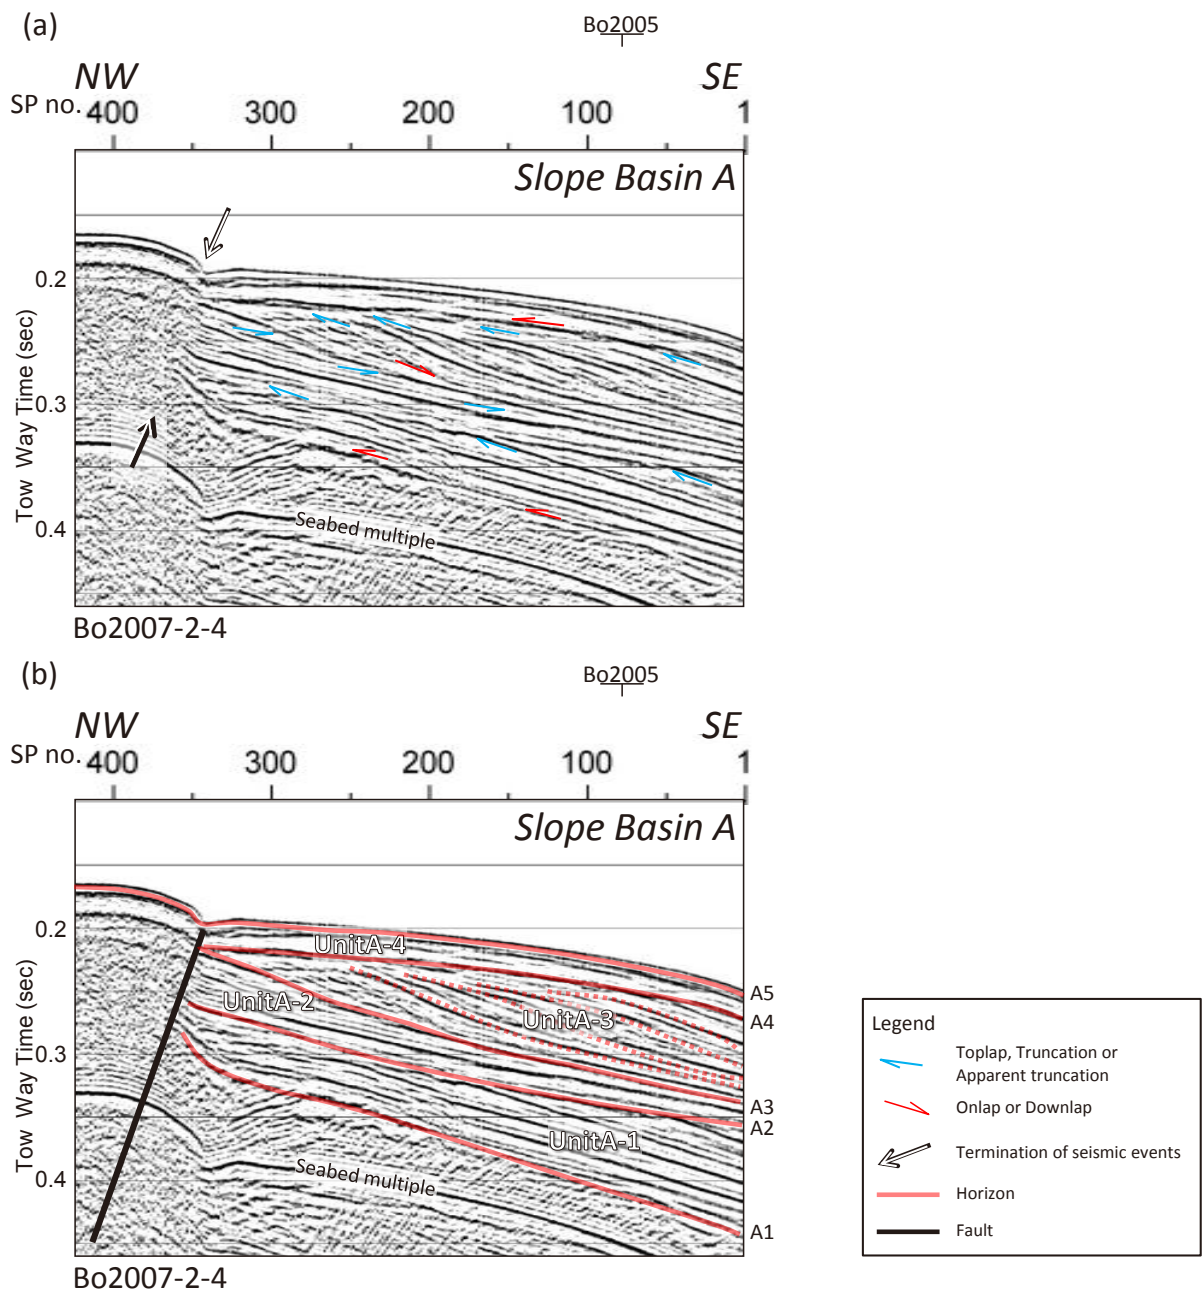 (a)
Bo2005
NW SE
SP no. 400 300 200 100 1
Slope Basin A
0.2
0.3
0.4
Tow Way Time (sec)
Seabed multiple
Bo2007-2-4
(b)
Bo2005
NW SE
SP no. 400 300 200 100 1
Slope Basin A
0.2
0.3
0.4
Tow Way Time (sec)
UnitA-4
UnitA-2
UnitA-3
UnitA-1
Seabed multiple
A5
A4
A3
A2
A1
Bo2007-2-4
Legend
Toplap, Truncation or
Apparent truncation
Onlap or Downlap
Termination of seismic events
Horizon
Fault